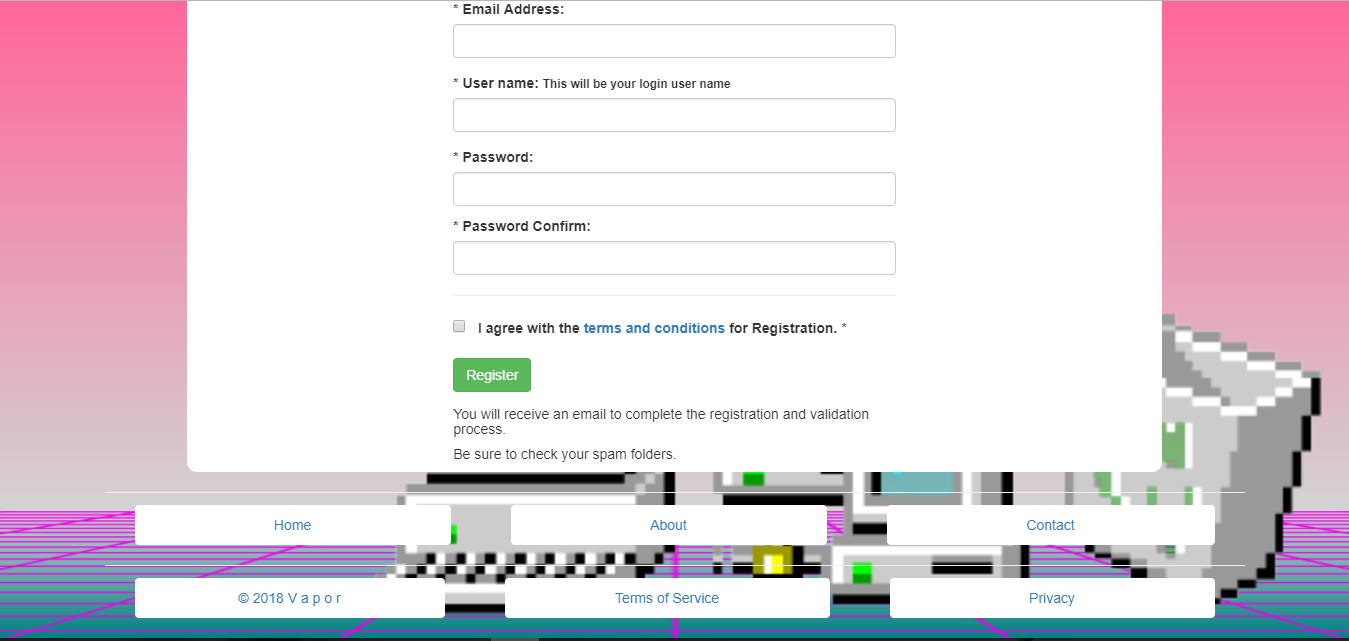 * Email Address:
* User name: This will be your login user name
* Password:
* Password Confirm:
I agree with the terms and conditions for Registration. *
Register
You will receive an email to complete the registration and validation
process.
Be sure to check your spam folders.
Home About Contact
© 2018 V a p o r Terms of Service Privacy